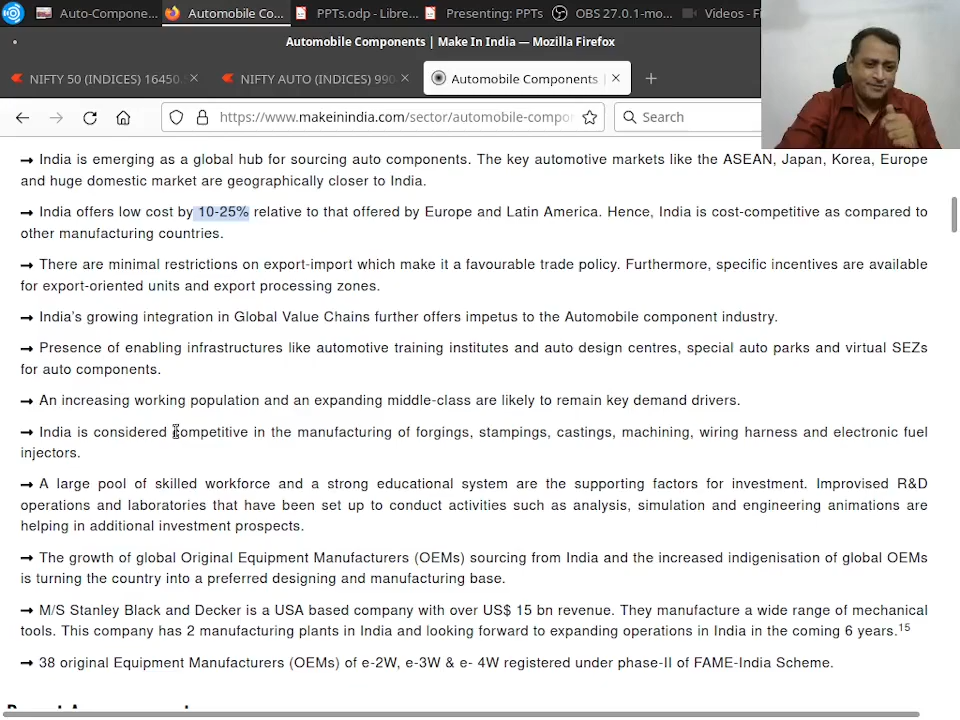 Auto-Compone...
Automobile Co...
PPTs.odp - Libre...
Presenting: PPTs
OBS 27.0.1-mo...
Videos - Fi
Automobile Components | Make In India — Mozilla Firefox
NIFTY 50 (INDICES) 16450
NIFTY AUTO (INDICES) 990
Automobile Components
https://www.makeinindia.com/sector/automobile-compo
Search
→ India is emerging as a global hub for sourcing auto components. The key automotive markets like the ASEAN, Japan, Korea, Europe
and huge domestic market are geographically closer to India.
→ India offers low cost by 10-25% relative to that offered by Europe and Latin America. Hence, India is cost-competitive as compared to
other manufacturing countries.
→ There are minimal restrictions on export-import which make it a favourable trade policy. Furthermore, specific incentives are available
for export-oriented units and export processing zones.
→ India's growing integration in Global Value Chains further offers impetus to the Automobile component industry.
→ Presence of enabling infrastructures like automotive training institutes and auto design centres, special auto parks and virtual SEZs
for auto components.
→ An increasing working population and an expanding middle-class are likely to remain key demand drivers.
→ India is considered competitive in the manufacturing of forgings, stampings, castings, machining, wiring harness and electronic fuel
injectors.
→ A large pool of skilled workforce and a strong educational system are the supporting factors for investment. Improvised R&D
operations and laboratories that have been set up to conduct activities such as analysis, simulation and engineering animations are
helping in additional investment prospects.
→ The growth of global Original Equipment Manufacturers (OEMs) sourcing from India and the increased indigenisation of global OEMs
is turning the country into a preferred designing and manufacturing base.
→ M/S Stanley Black and Decker is a USA based company with over US$ 15 bn revenue. They manufacture a wide range of mechanical
tools. This company has 2 manufacturing plants in India and looking forward to expanding operations in India in the coming 6 years.15
→ 38 original Equipment Manufacturers (OEMs) of e-2W, e-3W & e- 4W registered under phase-II of FAME-India Scheme.